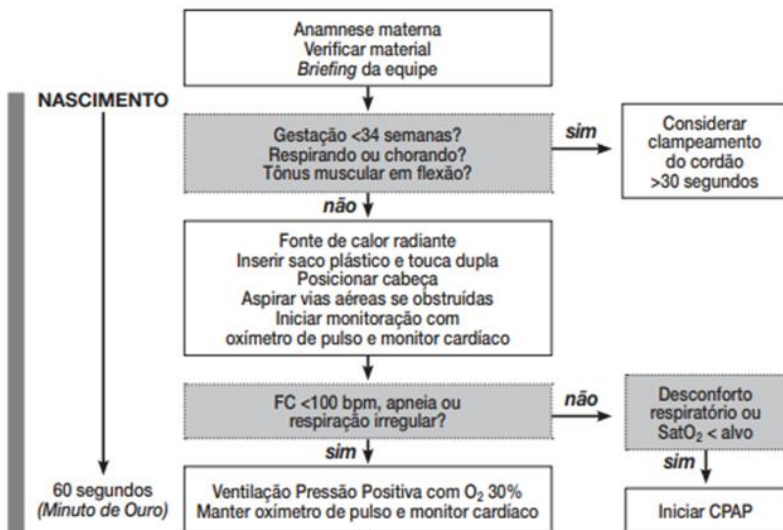 Anamnese materna
Verificar material
Briefing da equipe
NASCIMENTO
Gestação <34 semanas?
Respirando ou chorando?
Tônus muscular em flexão?
sim
Considerar
clampeamento
do cordão
>30 segundos
não
Fonte de calor radiante
Inserir saco plástico e touca dupla
Posicionar cabeça
Aspirar vias aéreas se obstruídas
Iniciar monitoração com
oxímetro de pulso e monitor cardíaco
FC <100 bpm, apneia ou
respiração irregular?
não
Desconforto
respiratório ou
SatO₂ < alvo
sim
sim
60 segundos
(Minuto de Ouro)
Ventilação Pressão Positiva com O₂ 30%
Manter oxímetro de pulso e monitor cardíaco
Iniciar CPAP